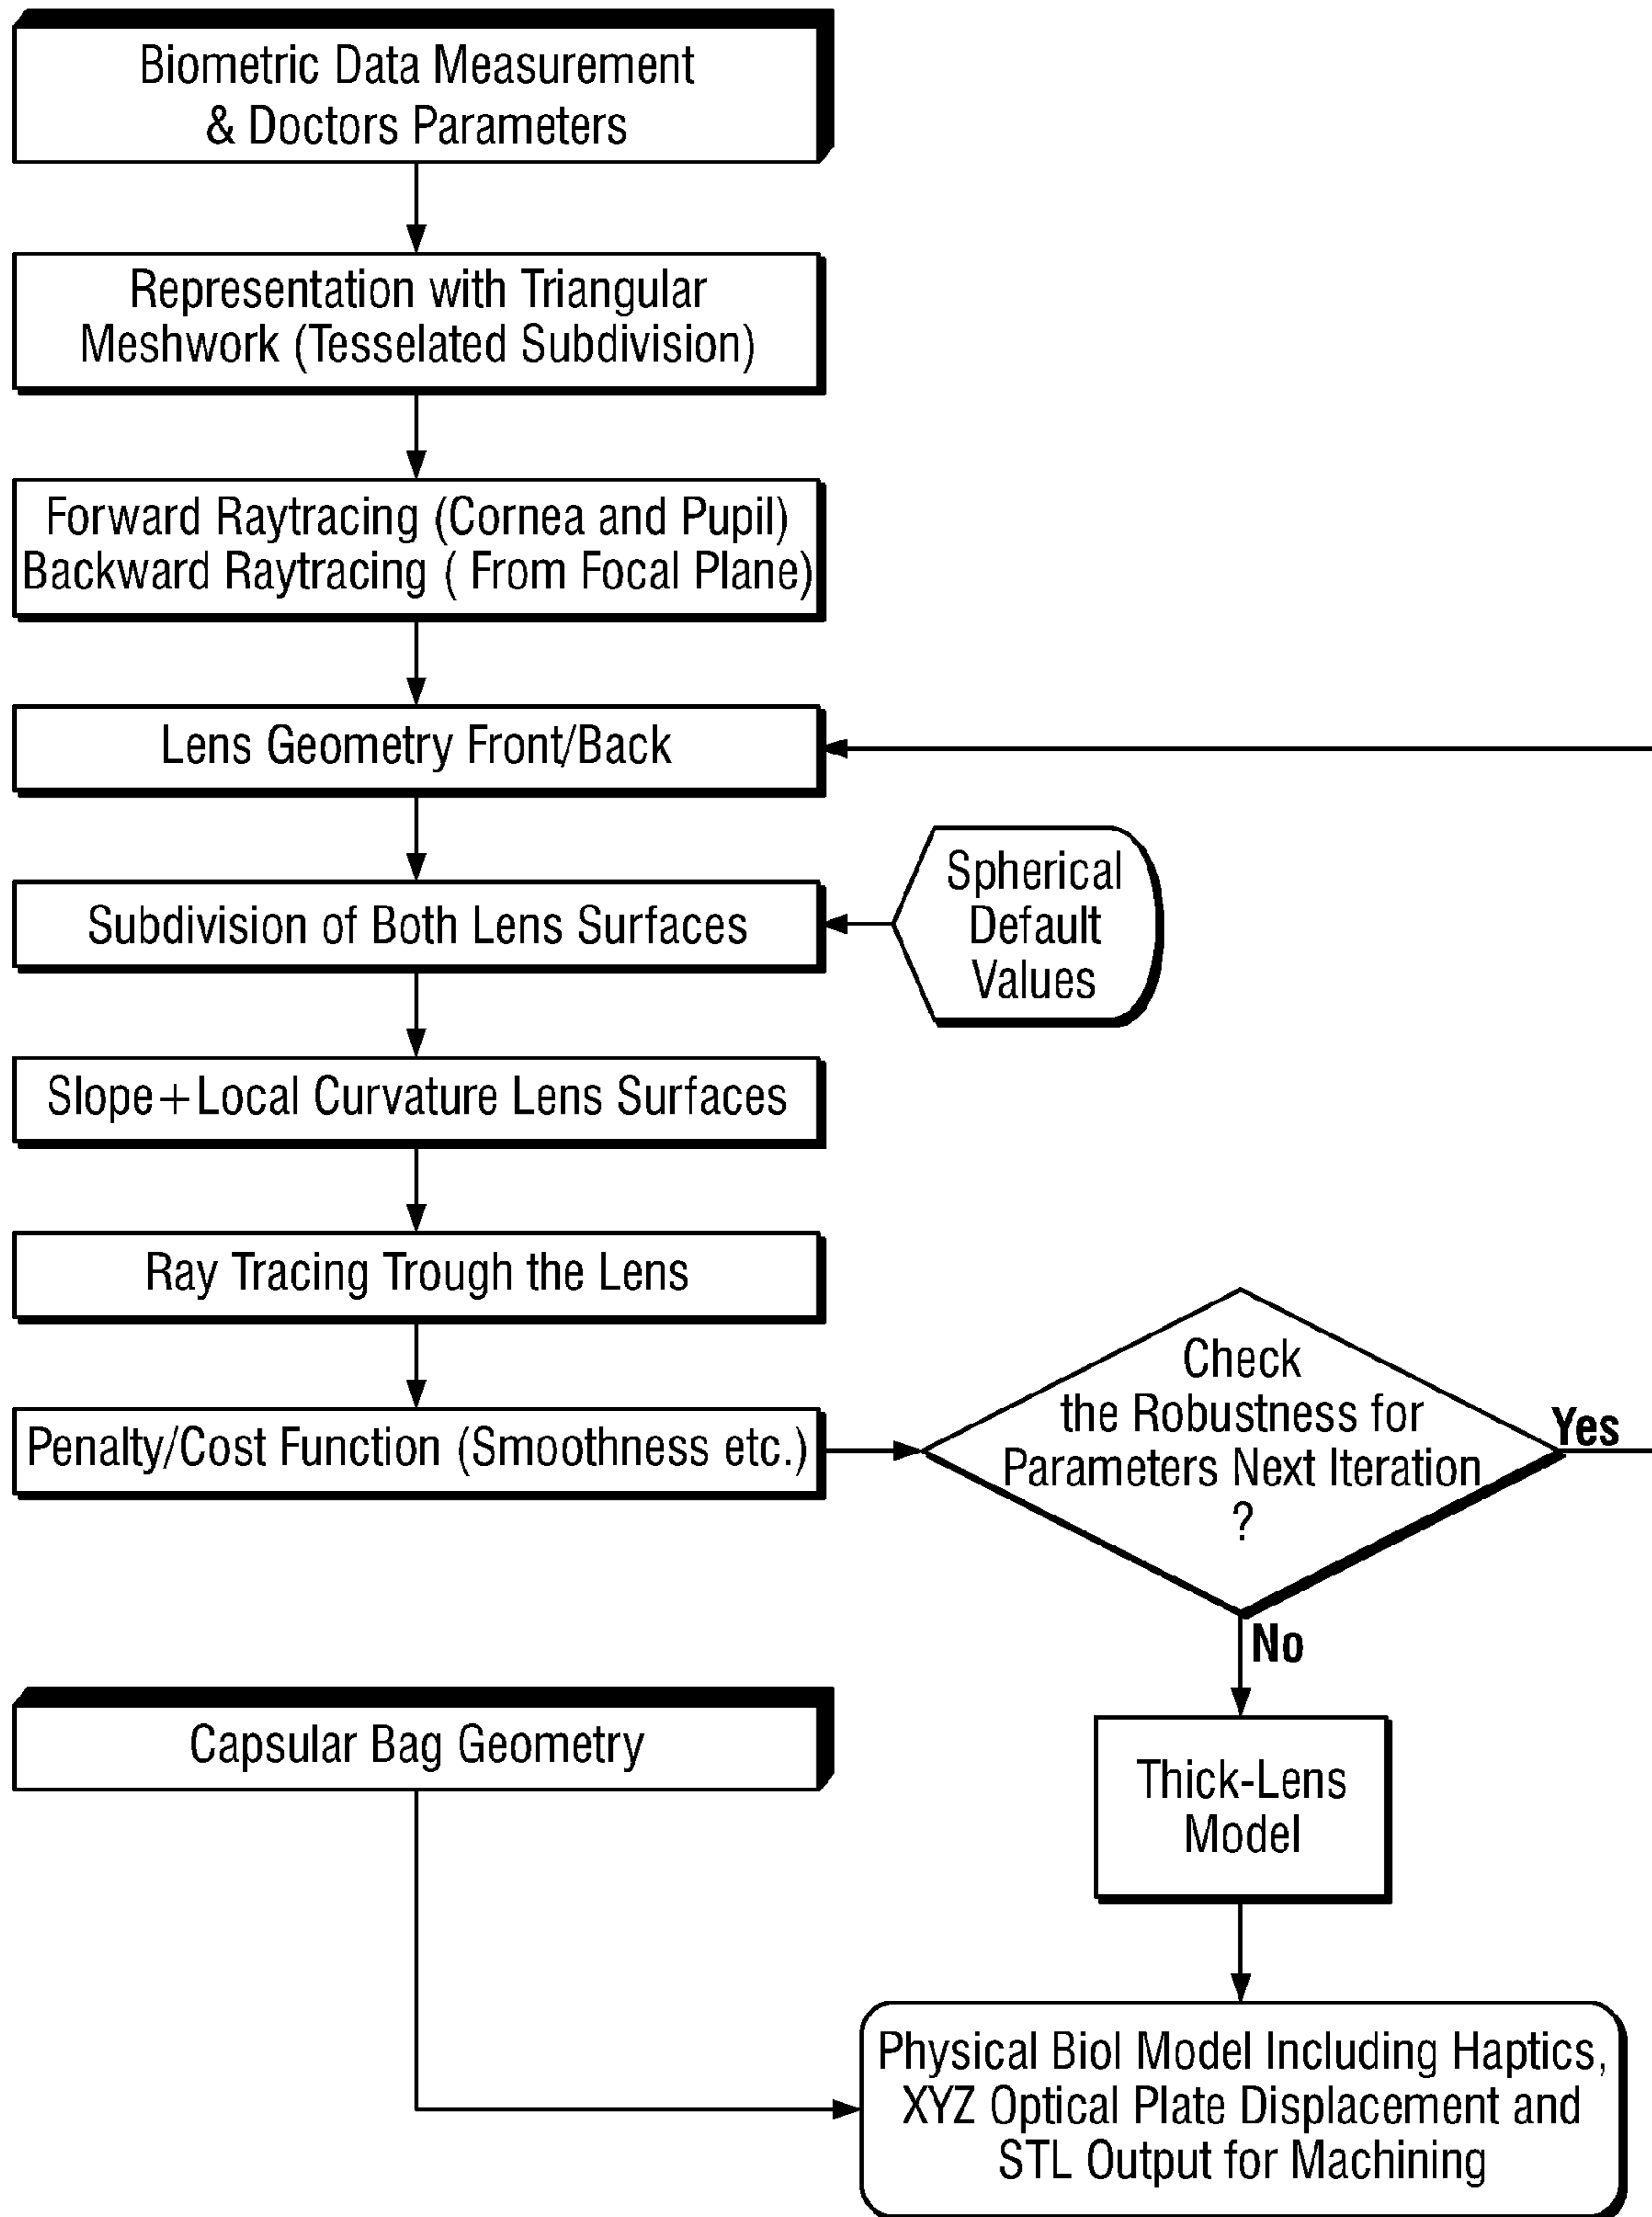 Biometric Data Measurement
& Doctors Parameters
Representation with Triangular
Meshwork (Tesselated Subdivision)
Forward Raytracing (Cornea and Pupil)
Backward Raytracing ( From Focal Plane)
Lens Geometry Front/Back
Subdivision of Both Lens Surfaces
Spherical
Default
Values
Slope+Local Curvature Lens Surfaces
Ray Tracing Trough the Lens
Penalty/Cost Function (Smoothness etc.)
Check
the Robustness for
Parameters Next Iteration
?
Yes
No
Capsular Bag Geometry
Thick-Lens
Model
Physical Biol Model Including Haptics,
XYZ Optical Plate Displacement and
STL Output for Machining